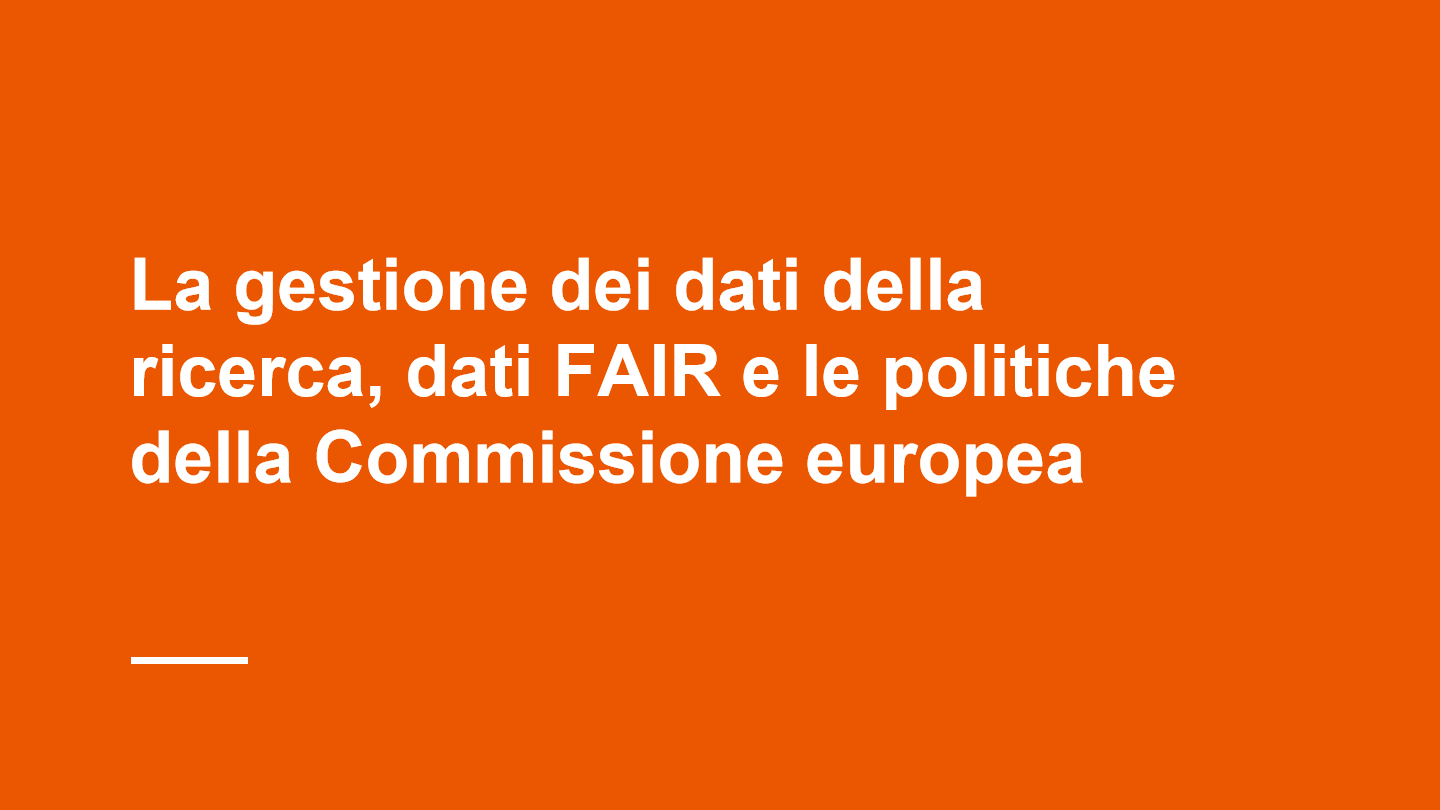 La gestione dei dati della
ricerca, dati FAIR e le politiche
della Commissione europea